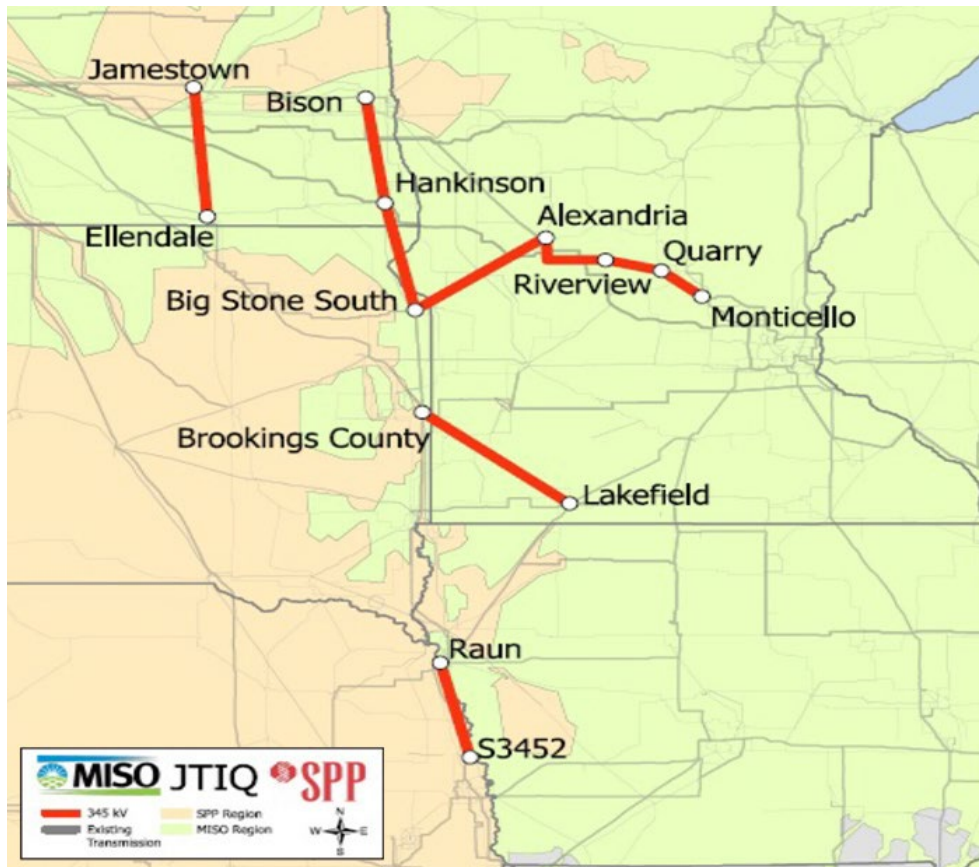 Jamestown
Bison
Hankinson
Alexandria
Ellendale
Quarry
Riverview
Big Stone South
Monticello
Brookings County
Lakefield
Raun
S3452
MISO JTIQ SPP
345 kV
SPP Region
Existing
Transmission
MISO Region
N
W E
S